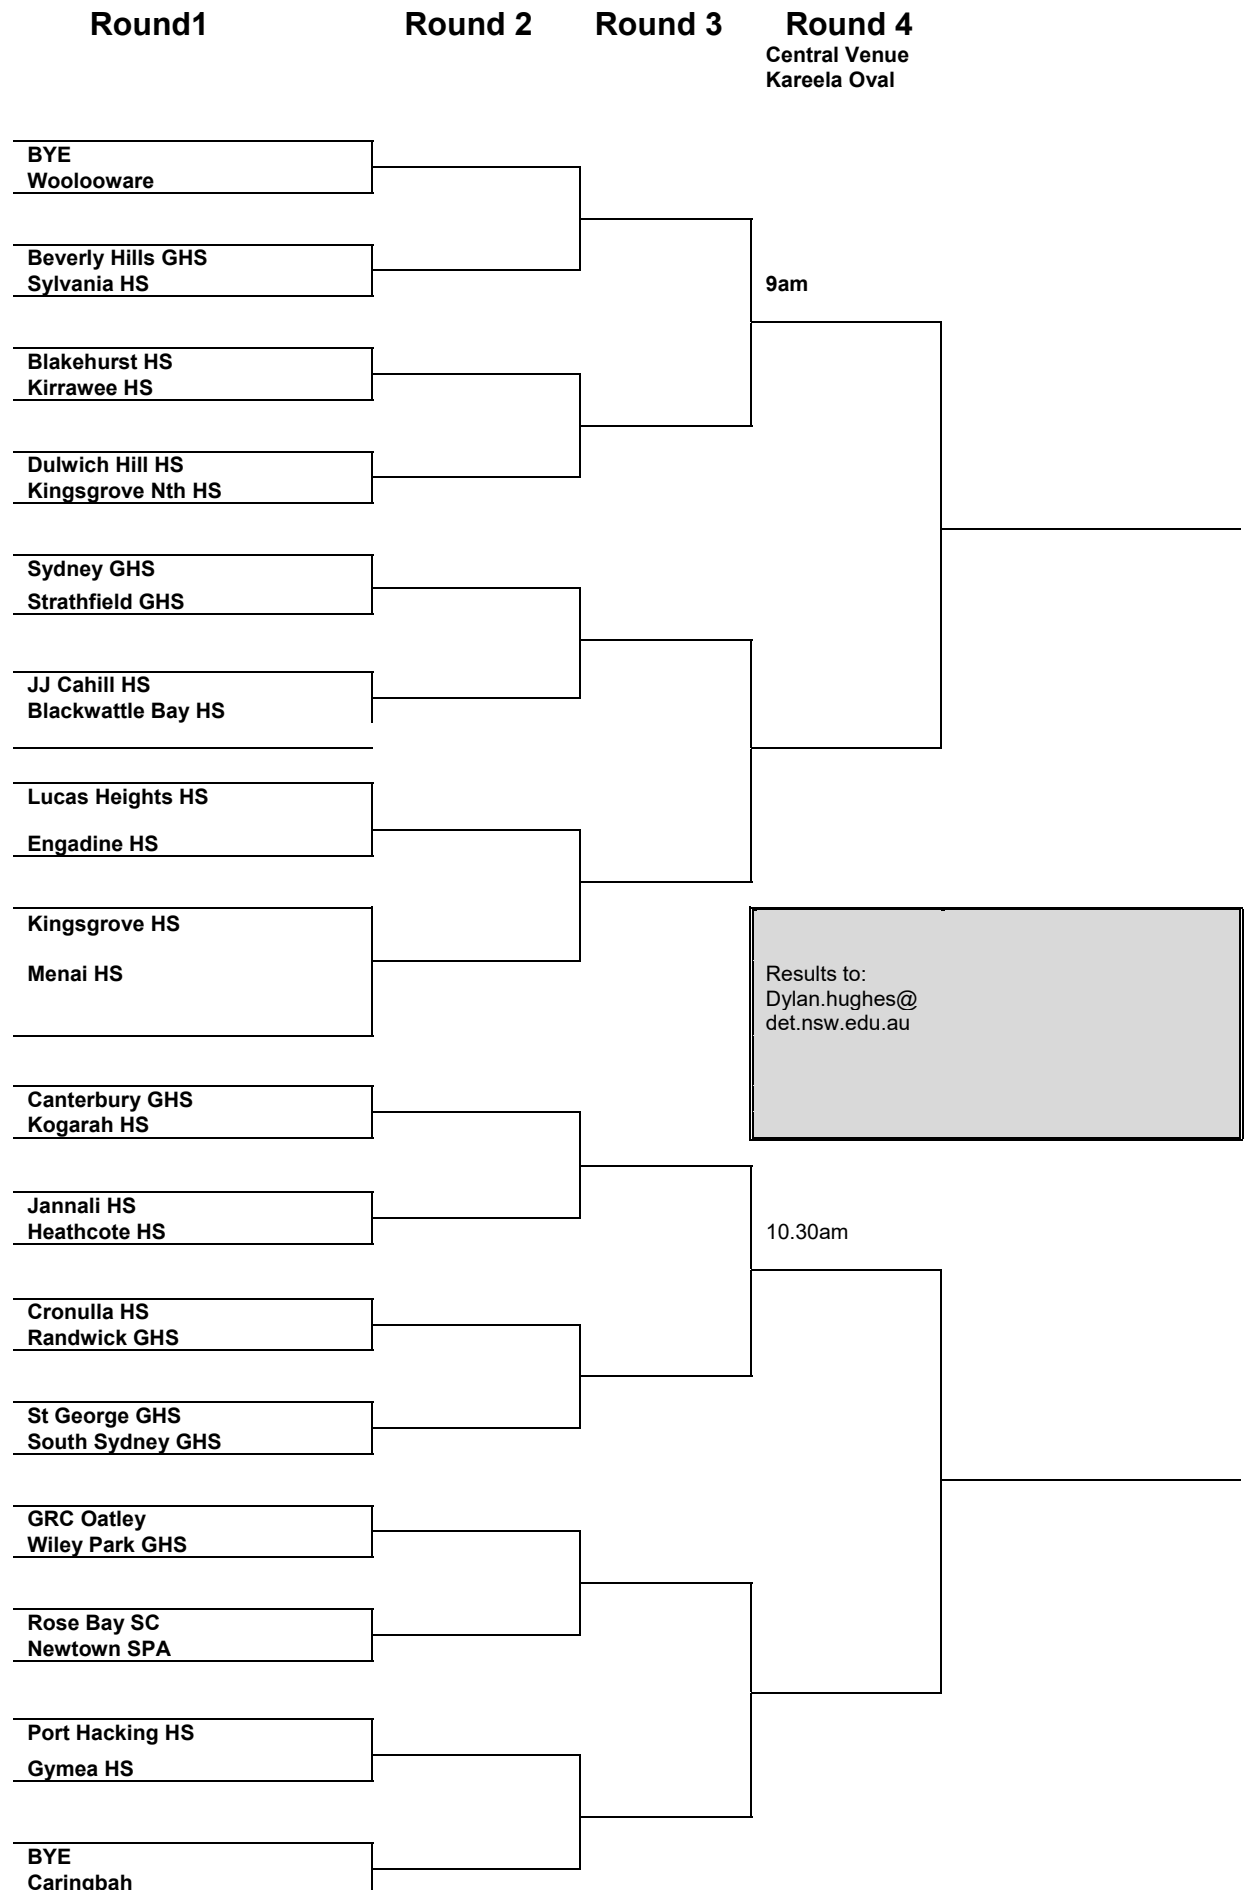 Round1 Round 2 Round 3 Round 4
Central Venue
Kareela Oval
BYE
Woolooware
Beverly Hills GHS
Sylvania HS
9am
Blakehurst HS
Kirrawee HS
Dulwich Hill HS
Kingsgrove Nth HS
Sydney GHS
Strathfield GHS
JJ Cahill HS
Blackwattle Bay HS
Lucas Heights HS
Engadine HS
Kingsgrove HS
Menai HS
Results to:
Dylan.hughes@
det.nsw.edu.au
Canterbury GHS
Kogarah HS
Jannali HS
Heathcote HS
10.30am
Cronulla HS
Randwick GHS
St George GHS
South Sydney GHS
GRC Oatley
Wiley Park GHS
Rose Bay SC
Newtown SPA
Port Hacking HS
Gymea HS
BYE
Caringbah